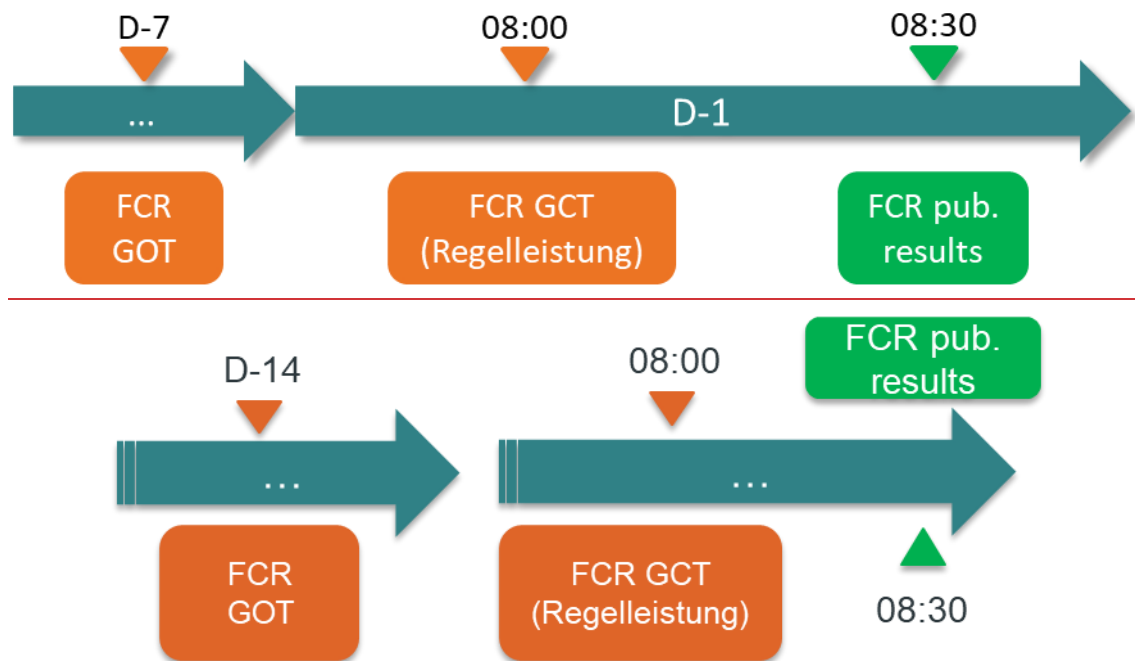 D-7
08:00
08:30
...
D-1
FCR
GOT
FCR GCT
(Regelleistung)
FCR pub.
results
FCR pub.
results
D-14
08:00
...
...
FCR
GOT
FCR GCT
(Regelleistung)
08:30